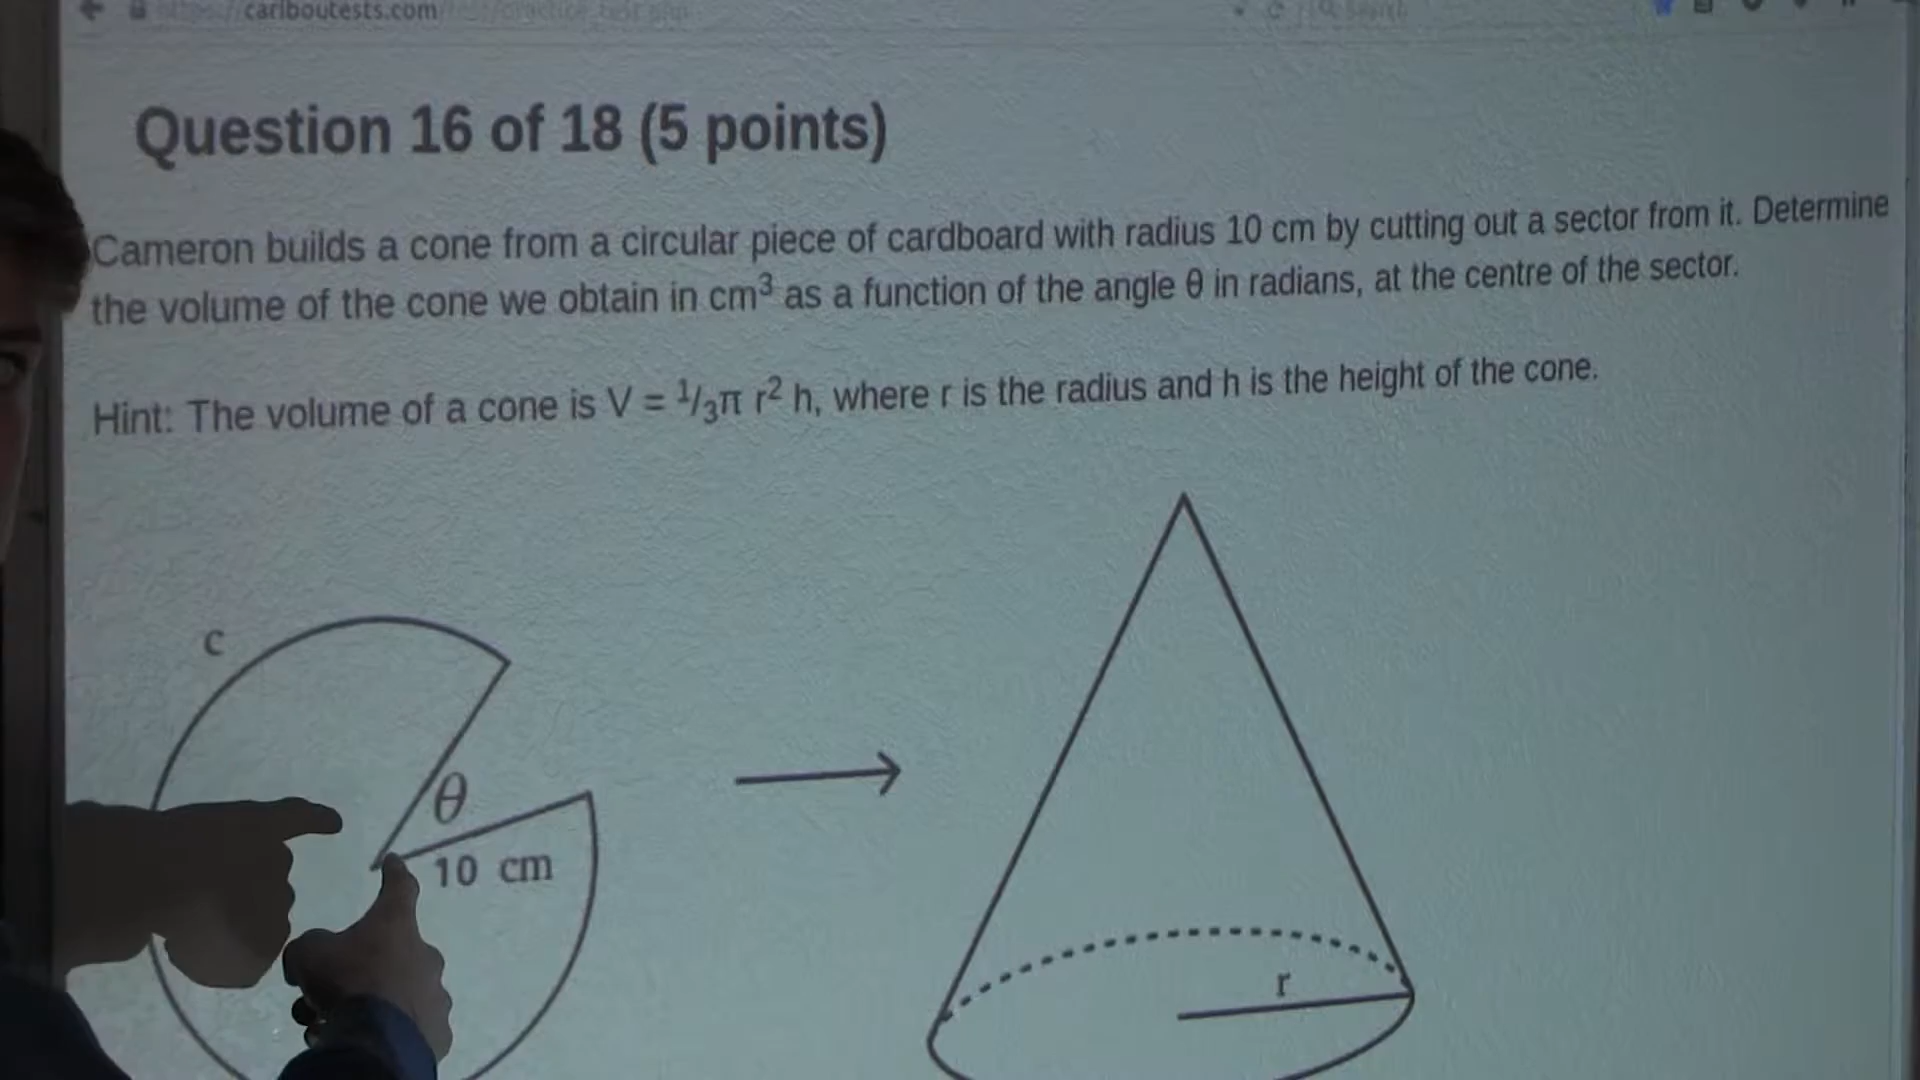 cariboutests.com
Question 16 of 18 (5 points)
Cameron builds a cone from a circular piece of cardboard with radius 10 cm by cutting out a sector from it. Determine
the volume of the cone we obtain in cm³ as a function of the angle θ in radians, at the centre of the sector.
Hint: The volume of a cone is V = ¹/₃π r² h, where r is the radius and h is the height of the cone.
c
θ
10 cm
r